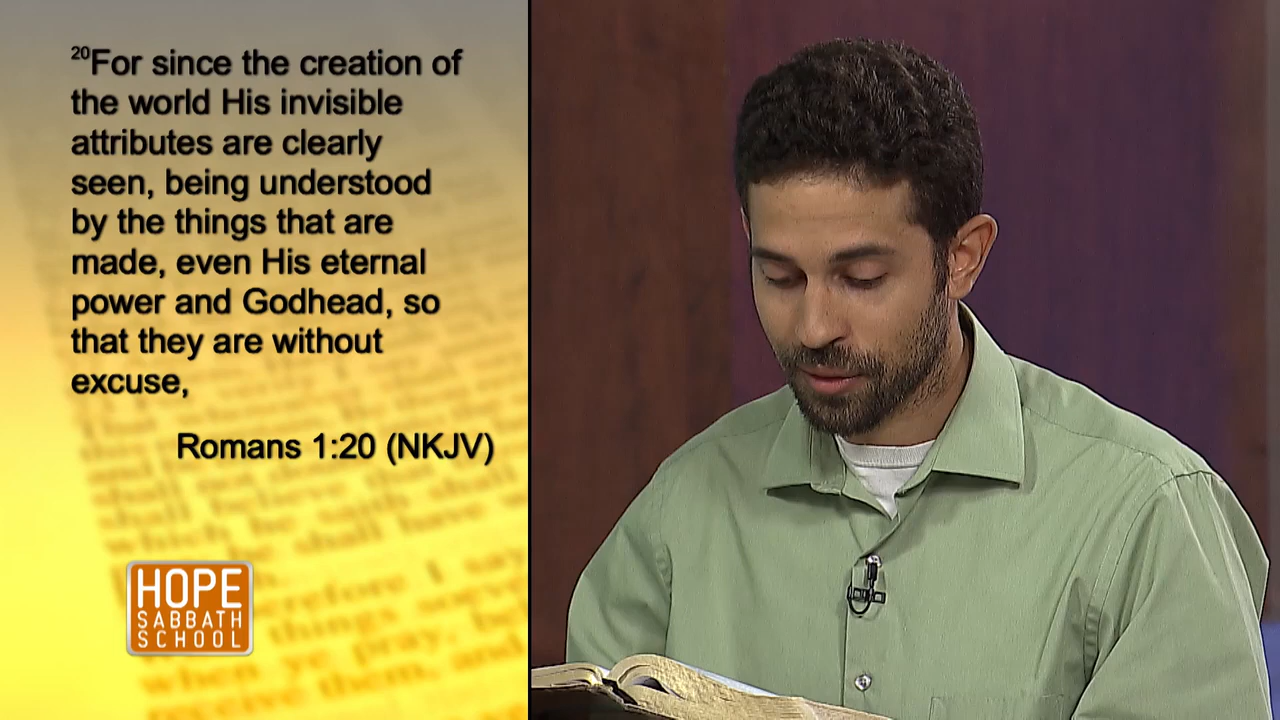 20For since the creation of
the world His invisible
attributes are clearly
seen, being understood
by the things that are
made, even His eternal
power and Godhead, so
that they are without
excuse,
Romans 1:20 (NKJV)
HOPE
SABBATH
SCHOOL